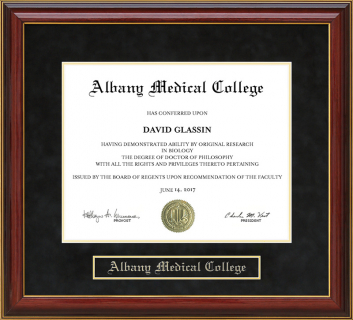 Albany Medical College
HAS CONFERRED UPON
DAVID GLASSIN
HAVING DEMONSTRATED ABILITY BY ORIGINAL RESEARCH
IN BIOLOGY
THE DEGREE OF DOCTOR OF PHILOSOPHY
WITH ALL THE RIGHTS AND PRIVILEGES THERETO PERTAINING
ISSUED BY THE BOARD OF REGENTS UPON RECOMMENDATION OF THE FACULTY
JUNE 14, 2017
PROVOST
PRESIDENT
Albany Medical College